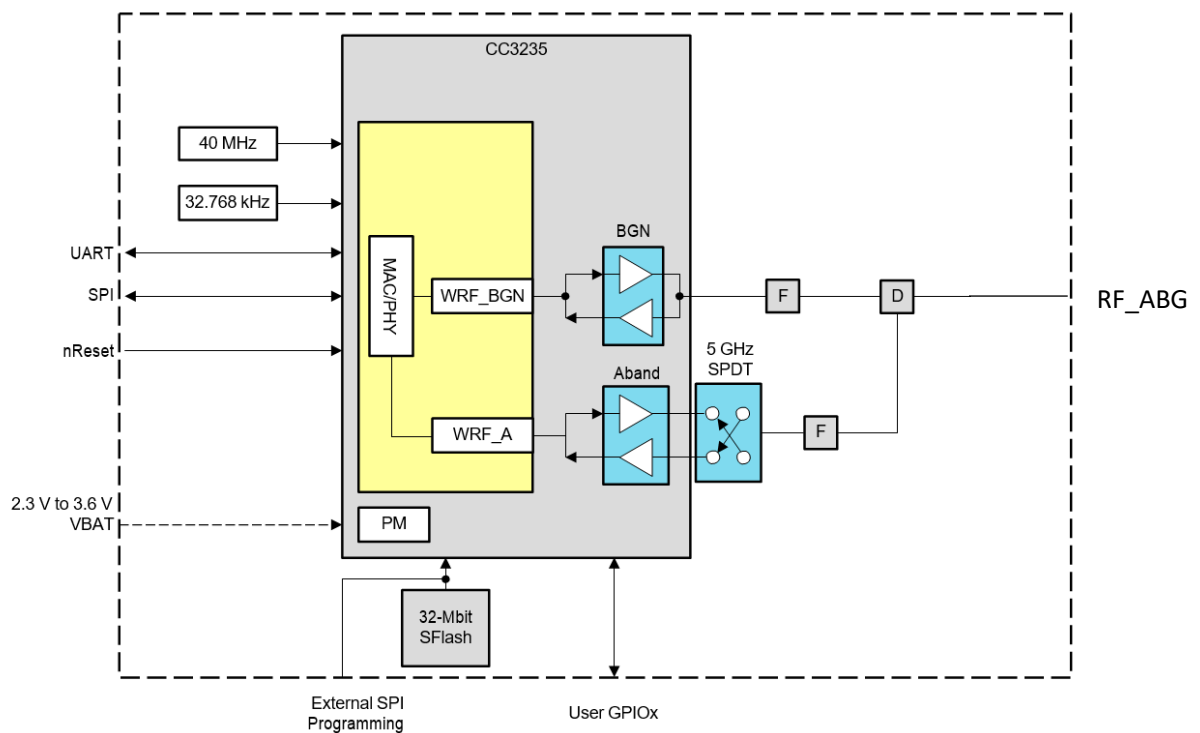 CC3235
40 MHz
32.768 kHz
UART
SPI
nReset
MAC/PHY
WRF_BGN
BGN
F
D
RF_ABG
5 GHz
SPDT
Aband
WRF_A
F
2.3 V to 3.6 V
VBAT
PM
32-Mbit
SFlash
External SPI
Programming
User GPIOx